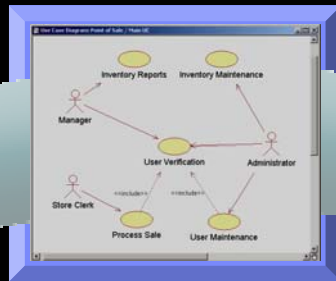 Use Case Diagram: Point of Sale / Main UC
Inventory Reports
Inventory Maintenance
Manager
User Verification
Administrator
<<include>>
<<include>>
Store Clerk
Process Sale
User Maintenance